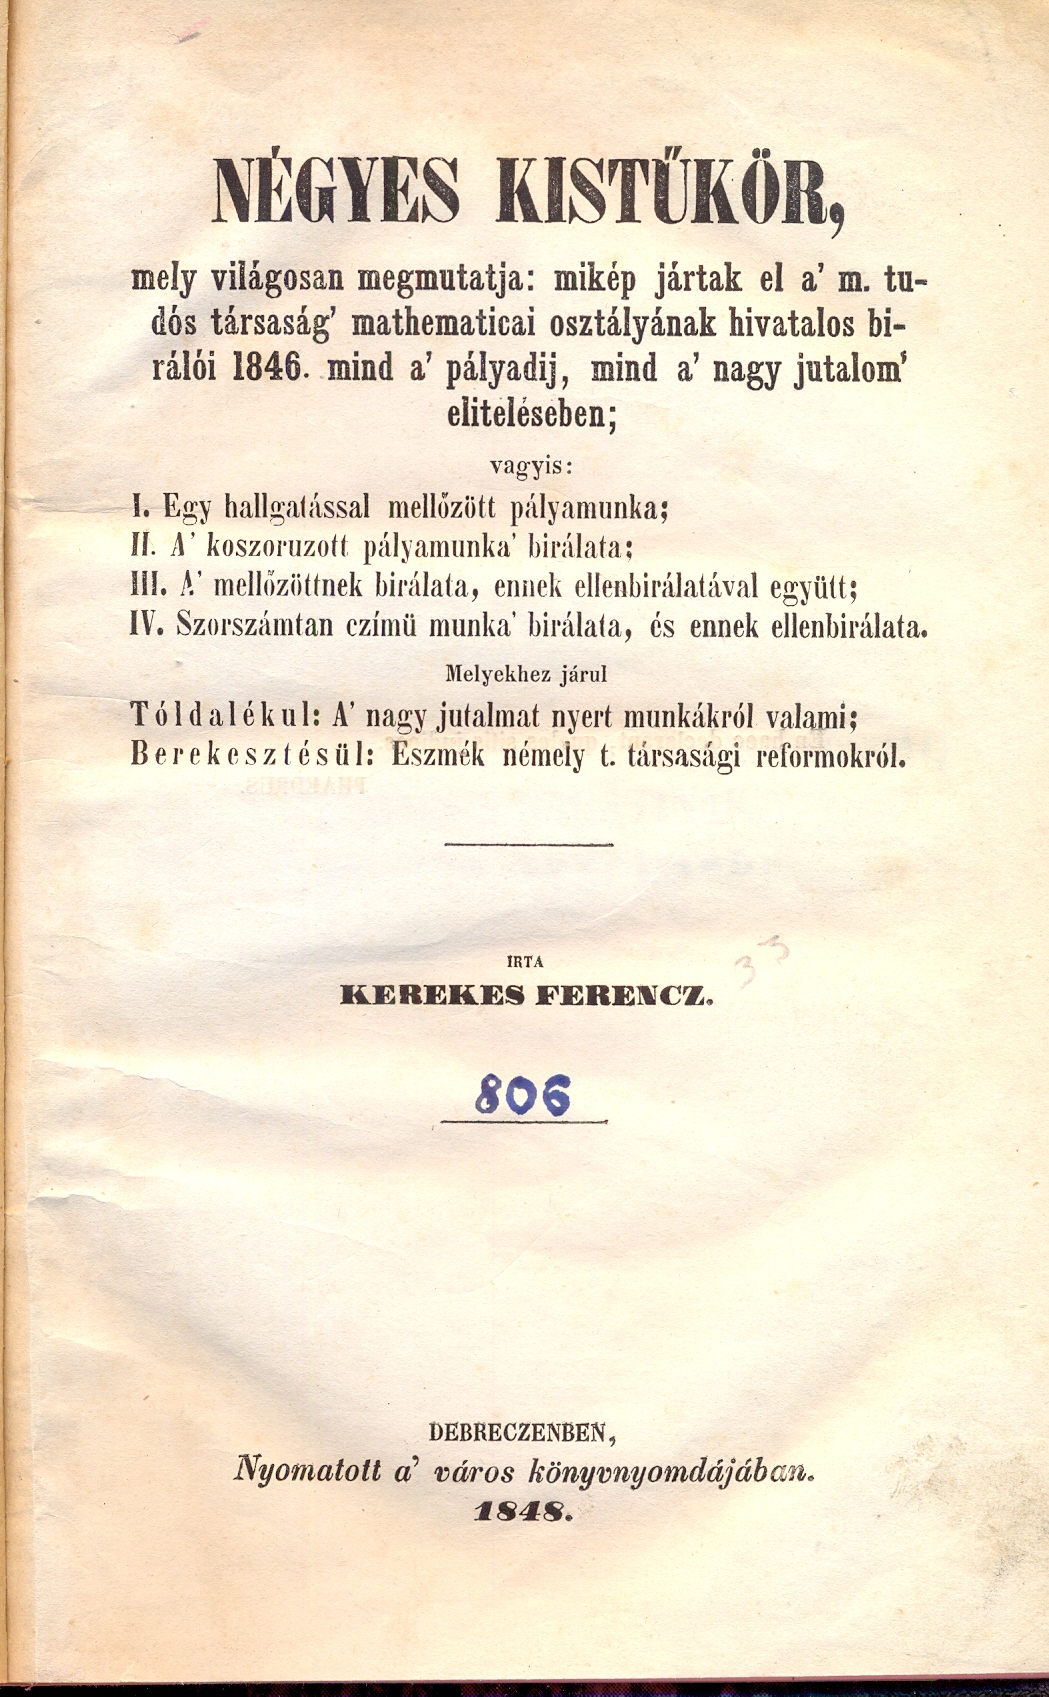 NÉGYES KISTŰKÖR,
mely világosan megmutatja: mikép jártak el a’ m. tu-
dós társaság’ mathematicai osztályának hivatalos bi-
rálói 1846. mind a’ pályadij, mind a’ nagy jutalom’
elitelésében;
vagyis:
I. Egy hallgatással mellőzött pályamunka;
II. A’ koszoruzott pályamunka’ birálata;
III. A’ mellőzöttnek birálata, ennek ellenbirálatával együtt;
IV. Szorszámtan czímü munka’ birálata, és ennek ellenbirálata.
Melyekhez járul
Tóldalékul: A’ nagy jutalmat nyert munkákról valami;
Berekesztésül: Eszmék némely t. társasági reformokról.
IRTA
KEREKES FERENCZ.
33
806
DEBRECZENBEN,
Nyomatott a’ város könyvnyomdájában.
1848.